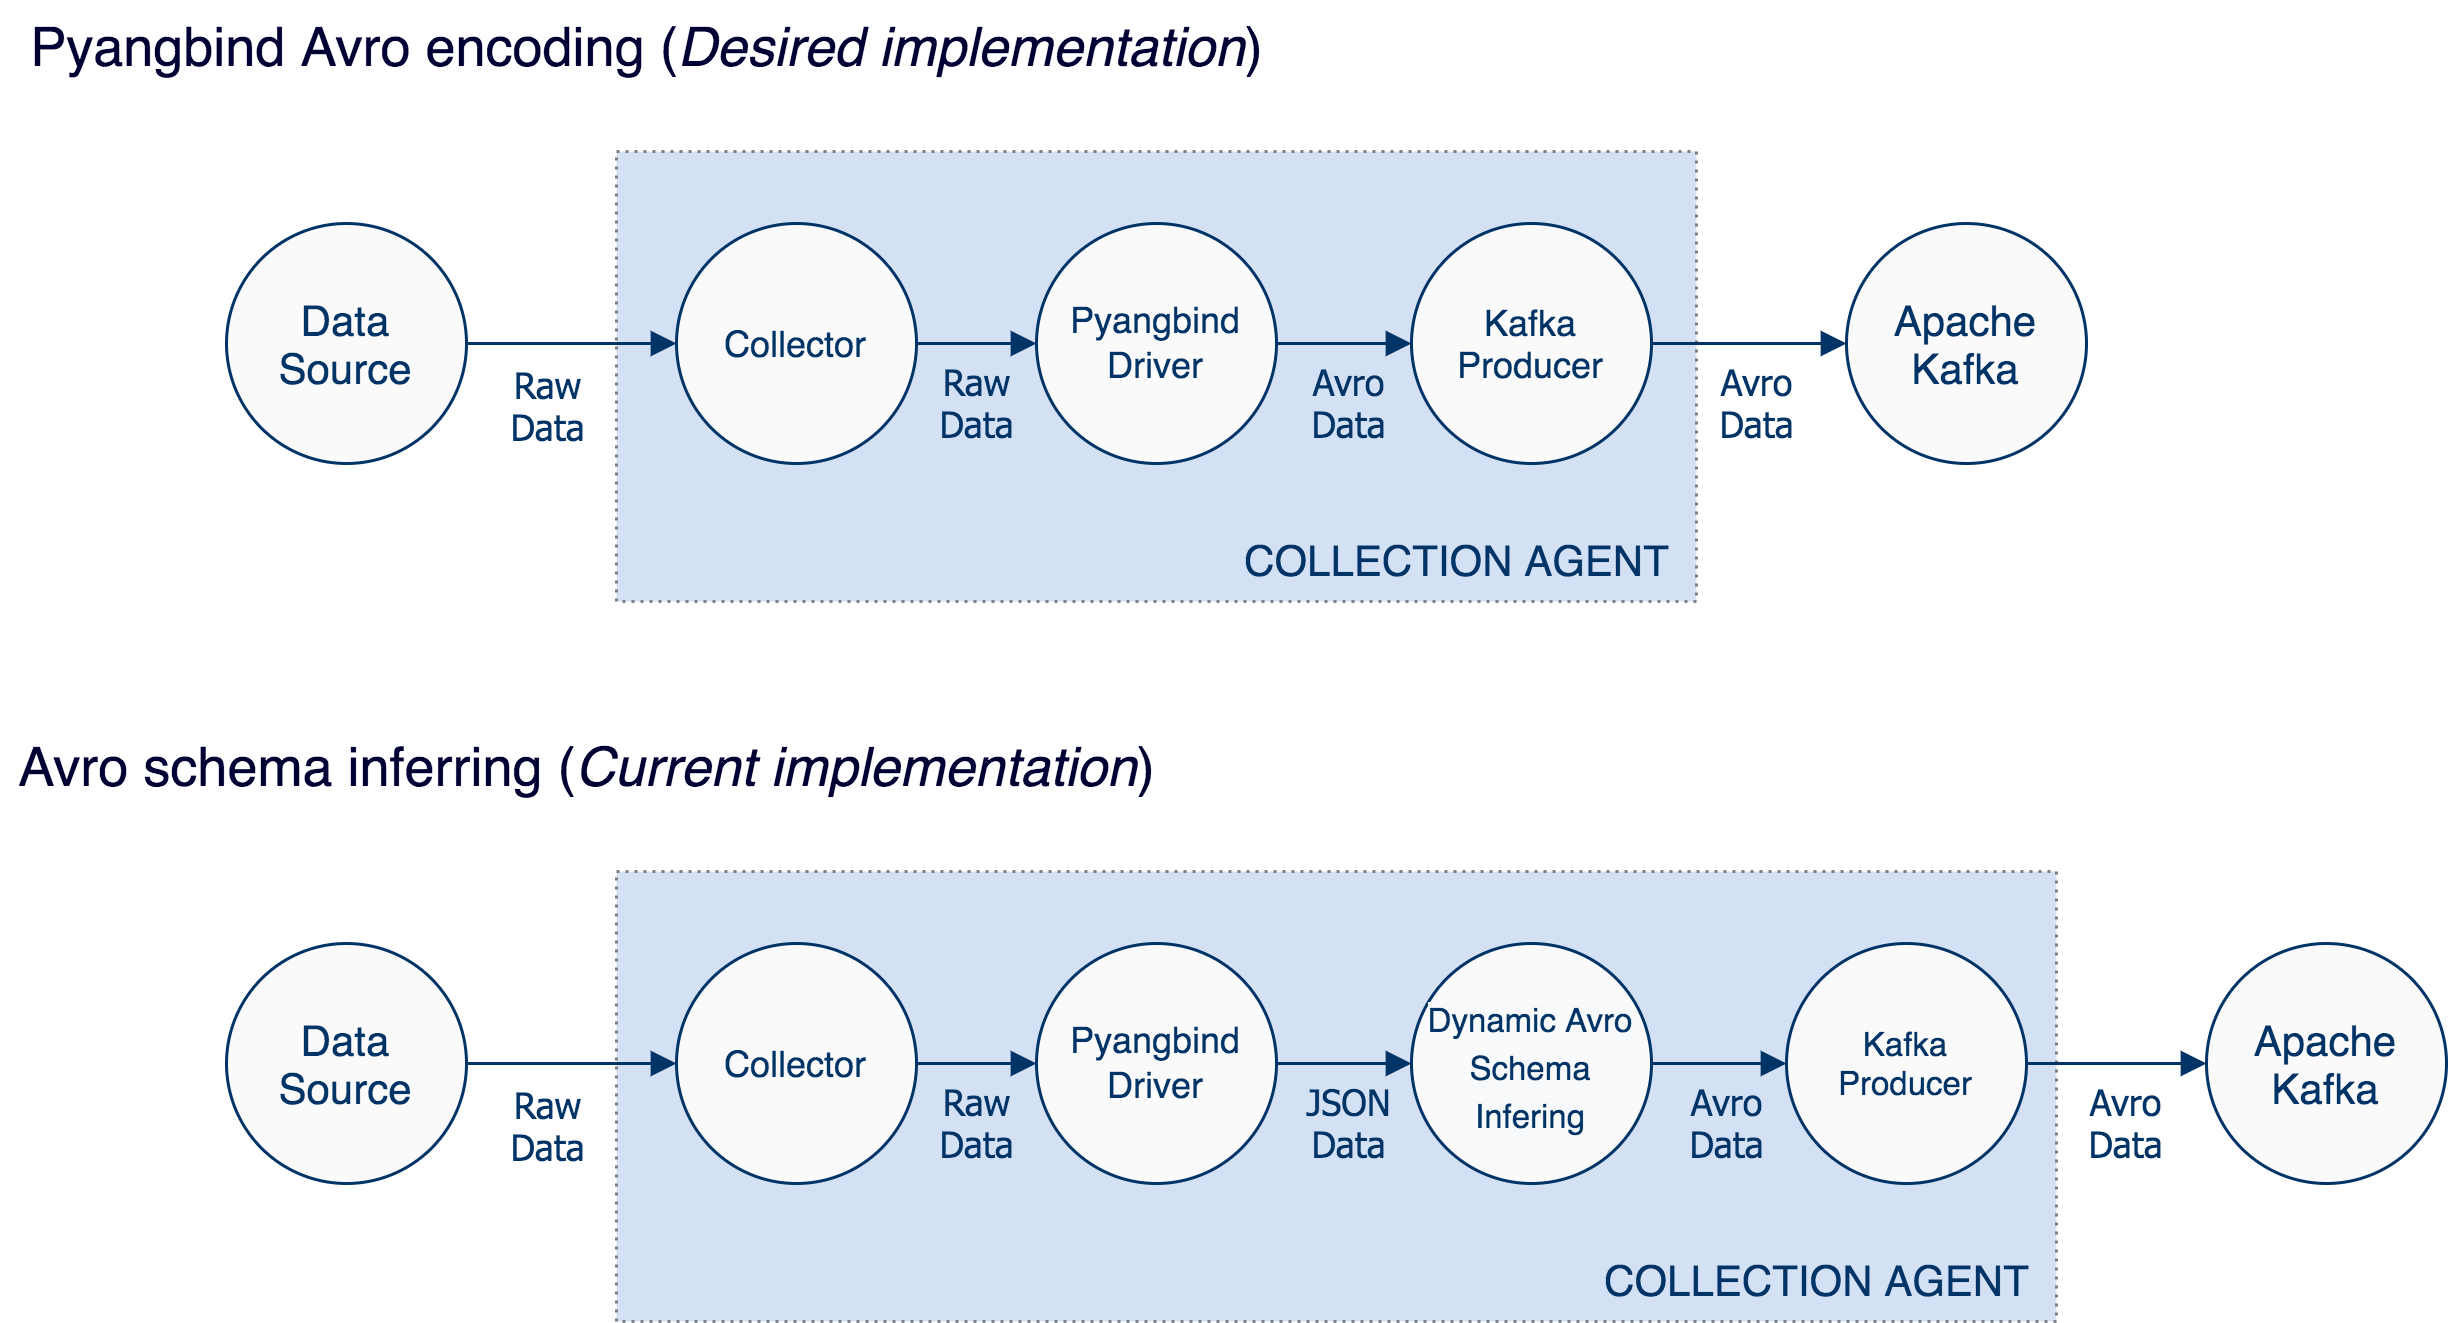 Pyangbind Avro encoding (Desired implementation)
Data
Source
Raw
Data
Collector
Raw
Data
Pyangbind
Driver
Avro
Data
Kafka
Producer
Avro
Data
Apache
Kafka
COLLECTION AGENT
Avro schema inferring (Current implementation)
Data
Source
Raw
Data
Collector
Raw
Data
Pyangbind
Driver
JSON
Data
Dynamic Avro
Schema
Infering
Avro
Data
Kafka
Producer
Avro
Data
Apache
Kafka
COLLECTION AGENT